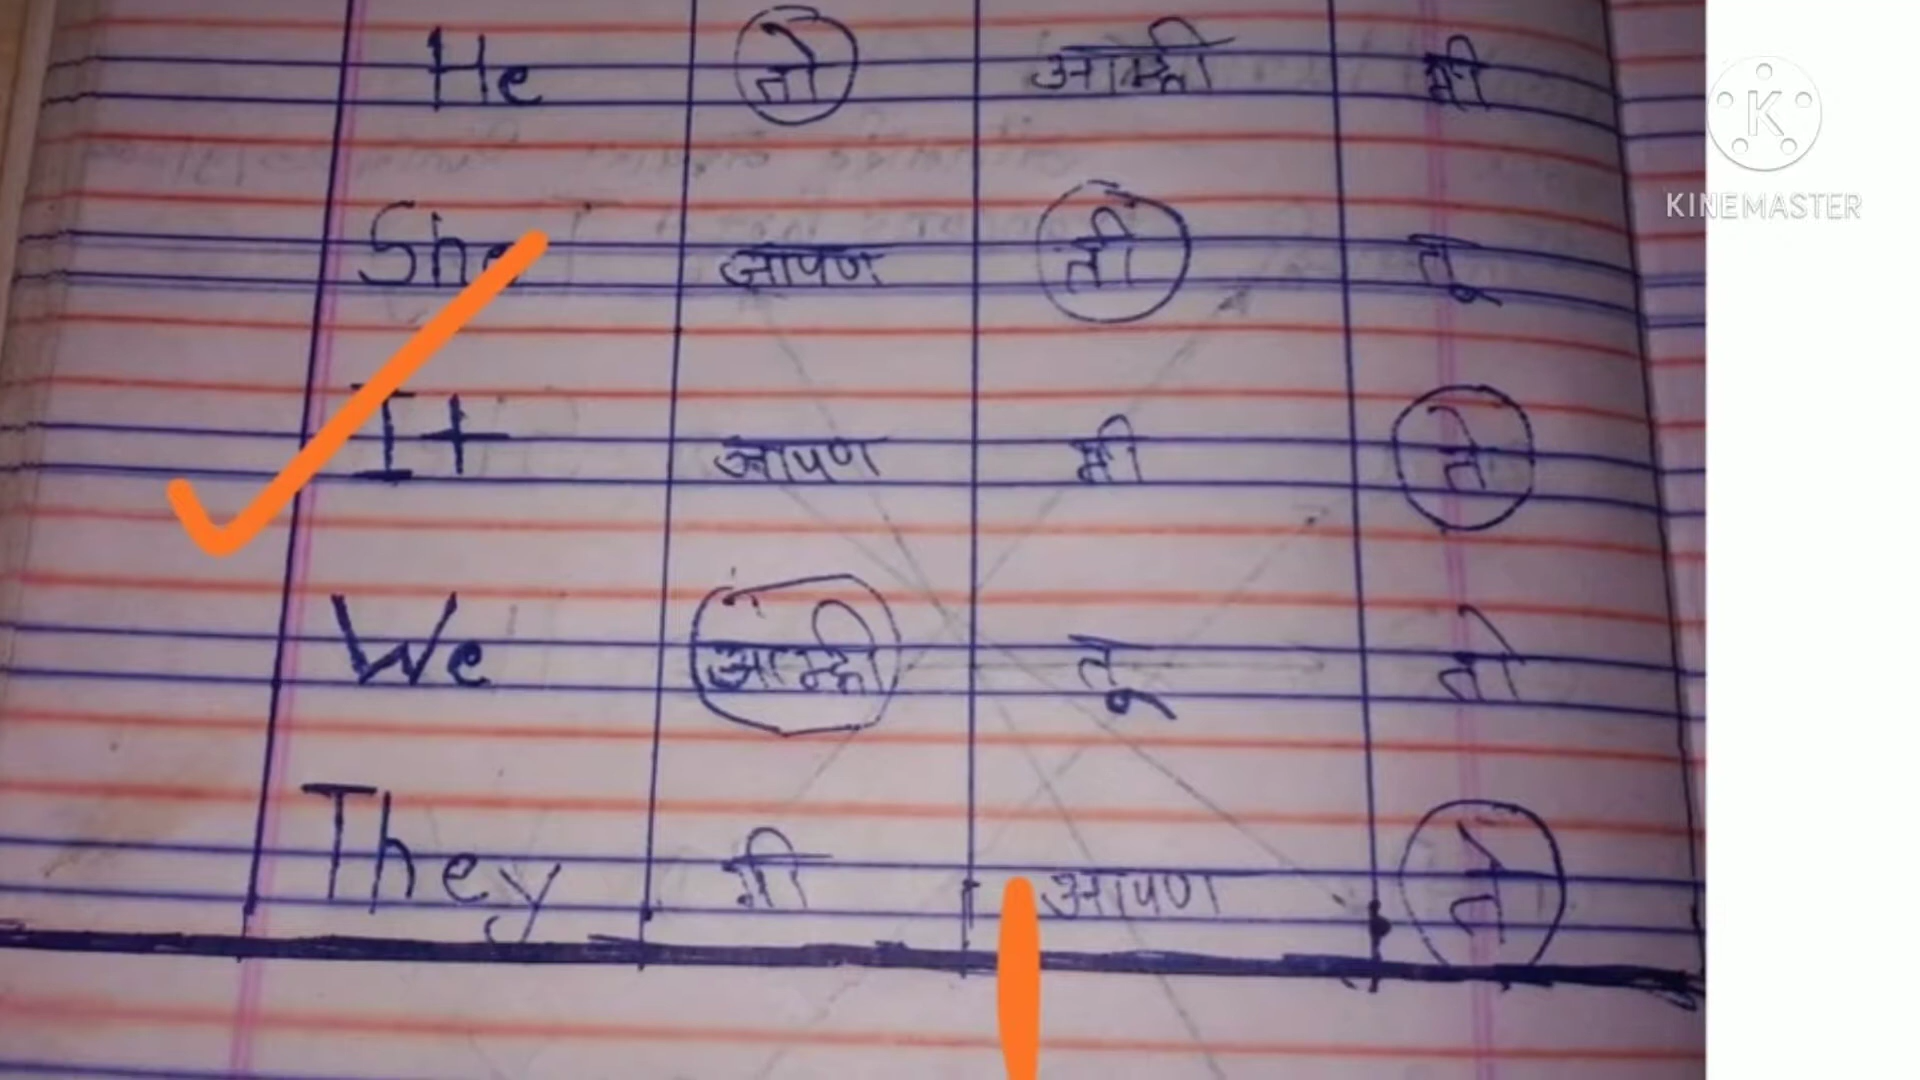 He तो आम्ही मी
She आपण ती तू
It आपण मी ते
We आम्ही तू तो
They मी आपण ते
KINEMASTER